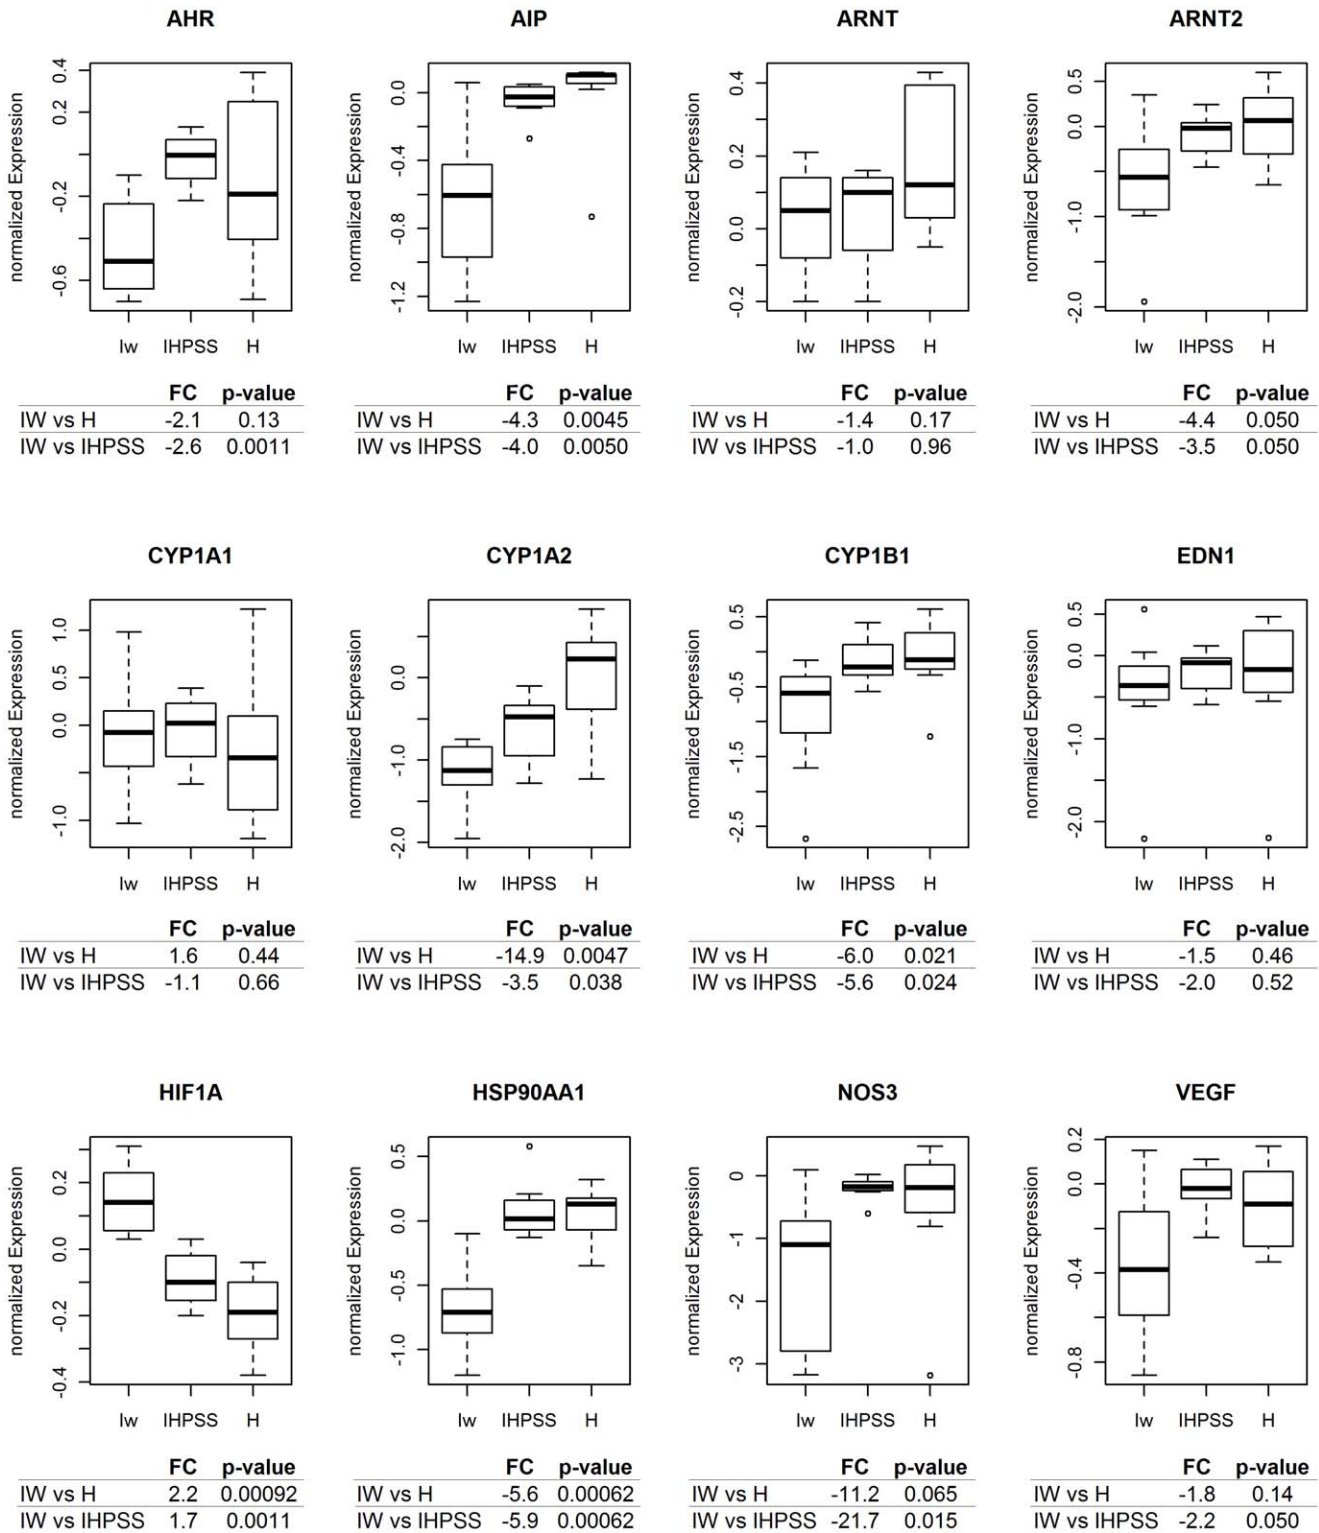 AHR AIP ARNT ARNT2
normalized Expression normalized Expression normalized Expression normalized Expression
0.4 0.2 -0.2 -0.6
0.0 -0.4 -0.8 -1.2
0.4 0.2 0.0 -0.2
0.5 0.0 -1.0 -2.0
Iw IHPSS H Iw IHPSS H Iw IHPSS H Iw IHPSS H
FC p-value FC p-value FC p-value FC p-value
IW vs H -2.1 0.13 IW vs H -4.3 0.0045 IW vs H -1.4 0.17 IW vs H -4.4 0.050
IW vs IHPSS -2.6 0.0011 IW vs IHPSS -4.0 0.0050 IW vs IHPSS -1.0 0.96 IW vs IHPSS -3.5 0.050
CYP1A1 CYP1A2 CYP1B1 EDN1
normalized Expression normalized Expression normalized Expression normalized Expression
1.0 0.5 0.0 -1.0
0.0 -1.0 -2.0
0.5 -0.5 -1.5 -2.5
0.5 0.0 -1.0 -2.0
Iw IHPSS H Iw IHPSS H Iw IHPSS H Iw IHPSS H
FC p-value FC p-value FC p-value FC p-value
IW vs H 1.6 0.44 IW vs H -14.9 0.0047 IW vs H -6.0 0.021 IW vs H -1.5 0.46
IW vs IHPSS -1.1 0.66 IW vs IHPSS -3.5 0.038 IW vs IHPSS -5.6 0.024 IW vs IHPSS -2.0 0.52
HIF1A HSP90AA1 NOS3 VEGF
normalized Expression normalized Expression normalized Expression normalized Expression
0.2 0.0 -0.2 -0.4
0.5 0.0 -0.5 -1.0
0 -1 -2 -3
0.2 0.0 -0.4 -0.8
Iw IHPSS H Iw IHPSS H Iw IHPSS H Iw IHPSS H
FC p-value FC p-value FC p-value FC p-value
IW vs H 2.2 0.00092 IW vs H -5.6 0.00062 IW vs H -11.2 0.065 IW vs H -1.8 0.14
IW vs IHPSS 1.7 0.0011 IW vs IHPSS -5.9 0.00062 IW vs IHPSS -21.7 0.015 IW vs IHPSS -2.2 0.050